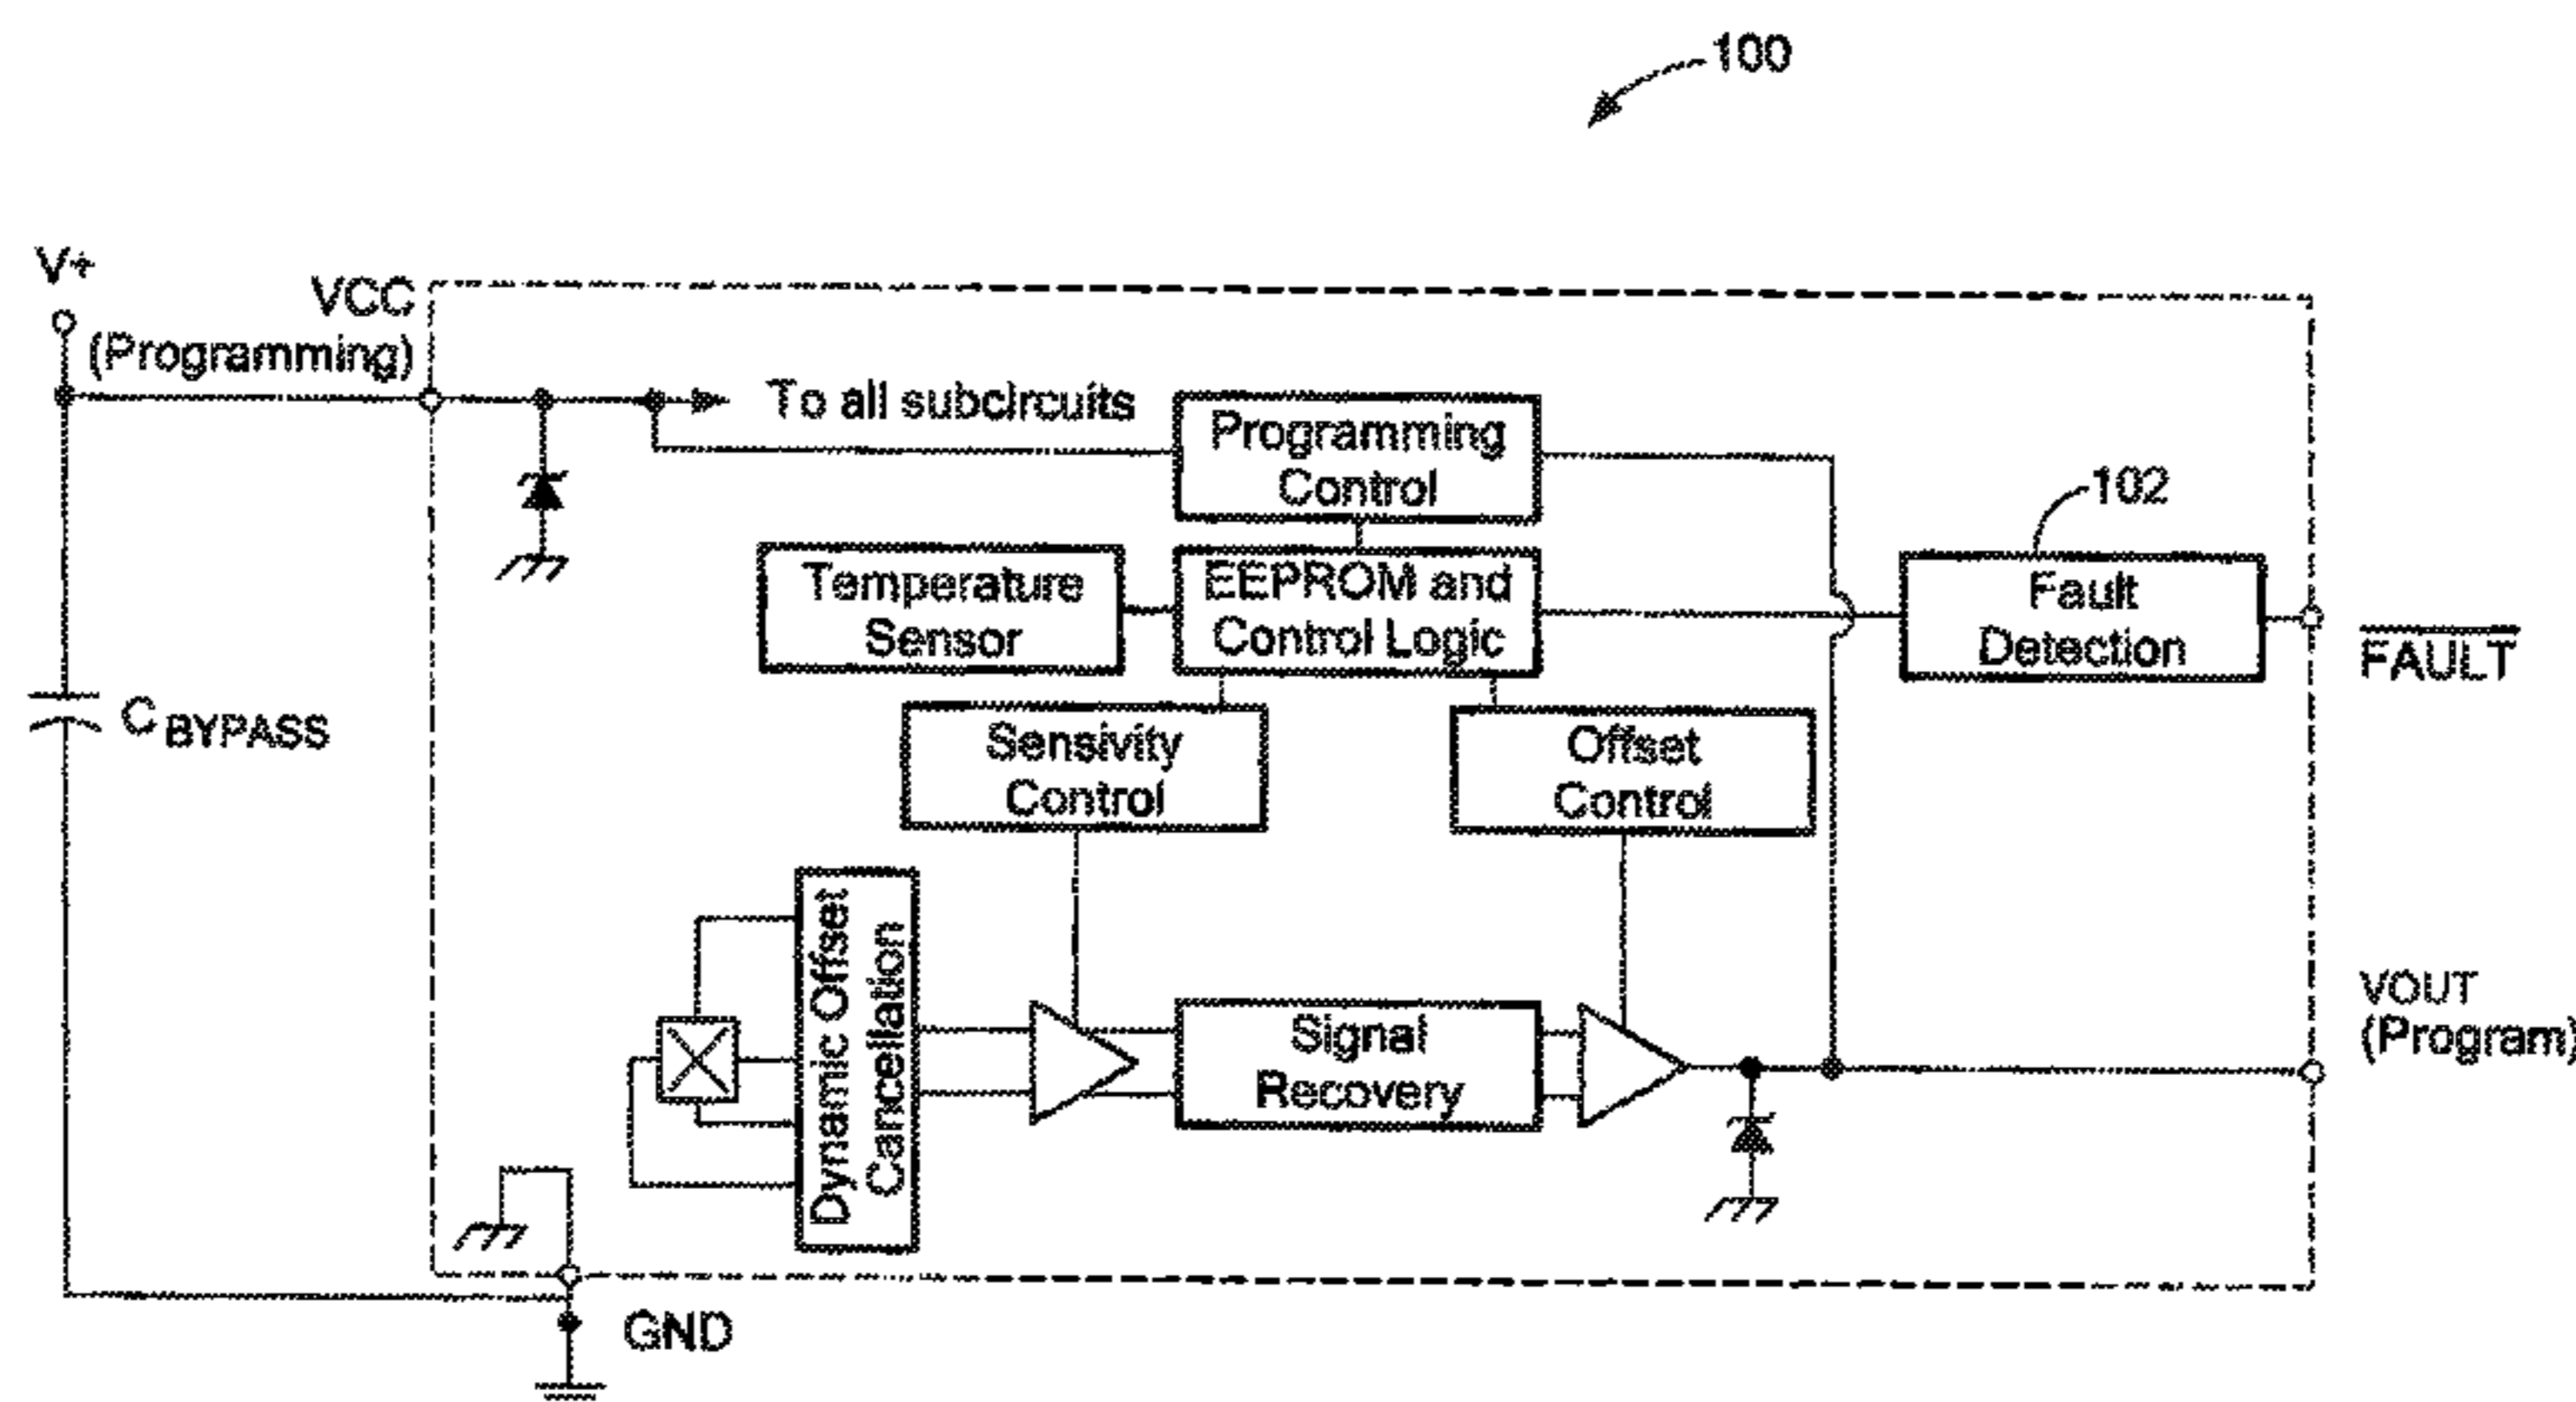 100
V+
VCC
(Programming)
To all subcircuits
Programming
Control
102
Temperature
Sensor
EEPROM and
Control Logic
Fault
Detection
FAULT
C BYPASS
Sensivity
Control
Offset
Control
Dynamic Offset
Cancellation
Signal
Recovery
VOUT
(Program)
GND